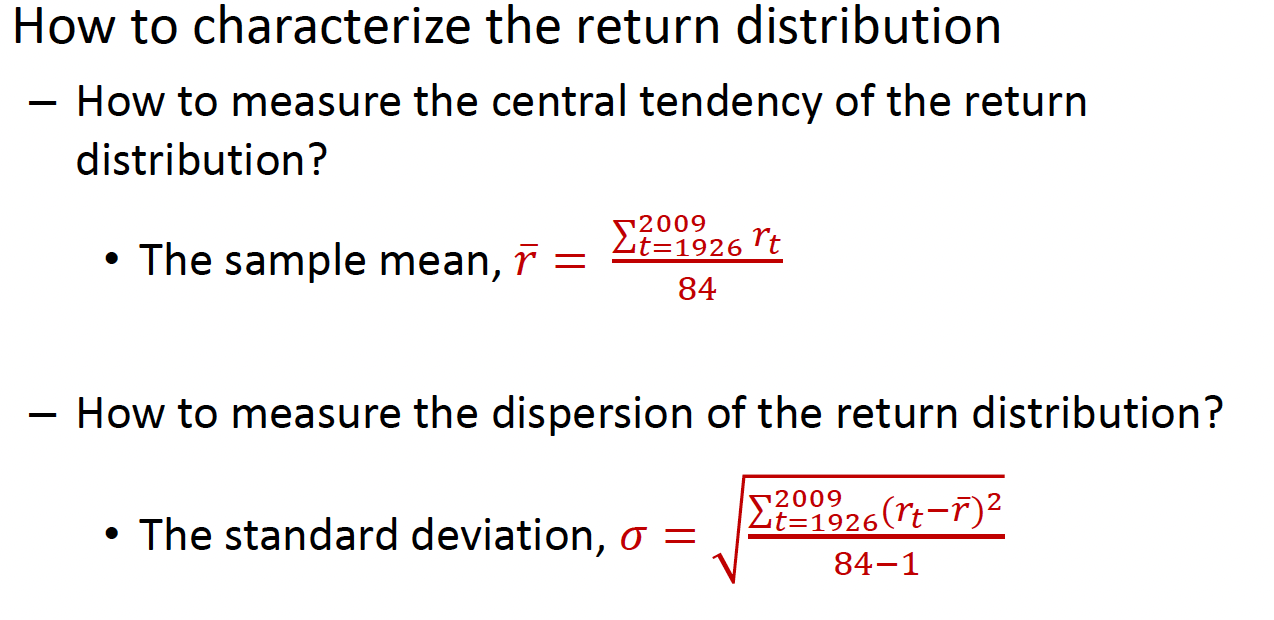 How to characterize the return distribution
– How to measure the central tendency of the return
distribution?
• The sample mean, r̄ = ∑_{t=1926}^{2009} r_t / 84
– How to measure the dispersion of the return distribution?
• The standard deviation, σ = √(∑_{t=1926}^{2009} (r_t−r̄)² / 84−1)